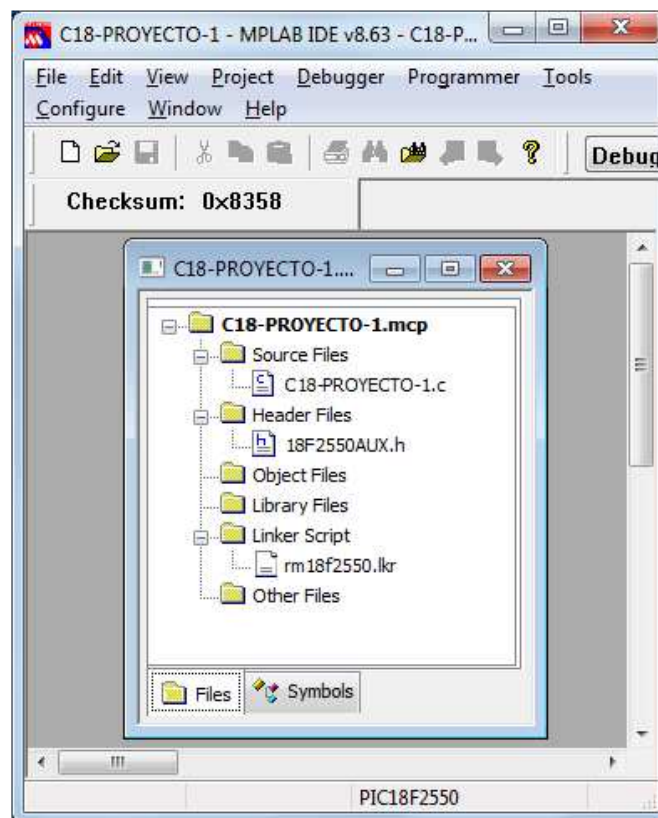 C18-PROYECTO-1 - MPLAB IDE v8.63 - C18-P...
File Edit View Project Debugger Programmer Tools
Configure Window Help
Debug
Checksum: 0x8358
C18-PROYECTO-1....
C18-PROYECTO-1.mcp
Source Files
C18-PROYECTO-1.c
Header Files
18F2550AUX.h
Object Files
Library Files
Linker Script
rm18f2550.lkr
Other Files
Files Symbols
PIC18F2550